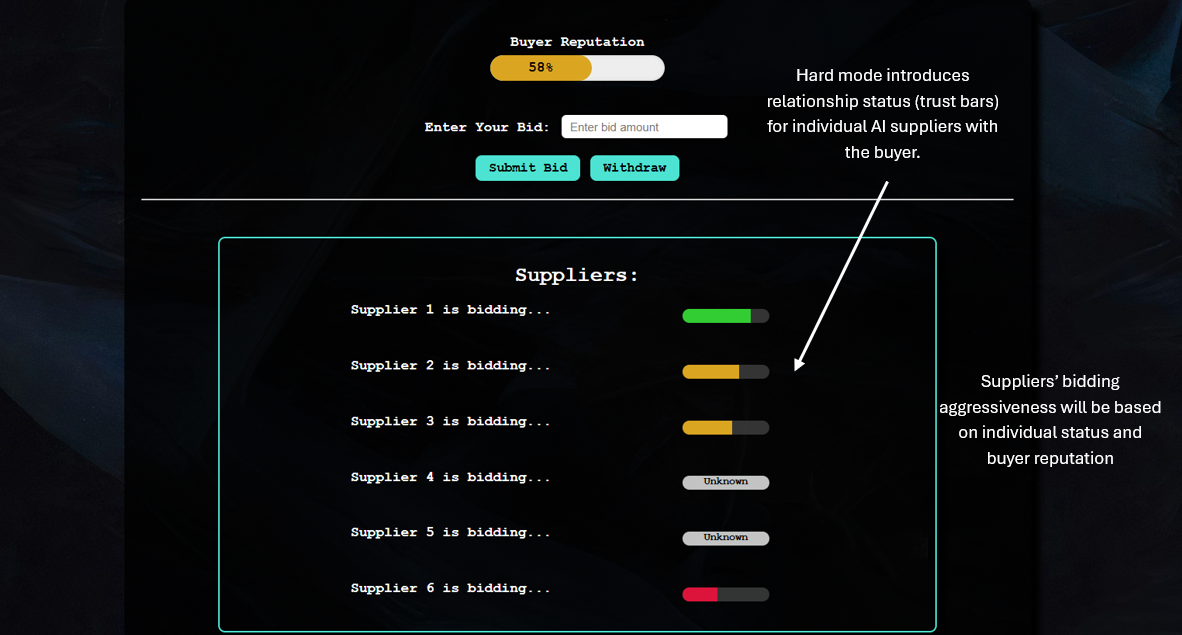 Buyer Reputation
58%
Enter Your Bid:
Enter bid amount
Submit Bid
Withdraw
Hard mode introduces
relationship status (trust bars)
for individual AI suppliers with
the buyer.
Suppliers:
Supplier 1 is bidding...
Supplier 2 is bidding...
Supplier 3 is bidding...
Supplier 4 is bidding...
Unknown
Supplier 5 is bidding...
Unknown
Supplier 6 is bidding...
Suppliers’ bidding
aggressiveness will be based
on individual status and
buyer reputation